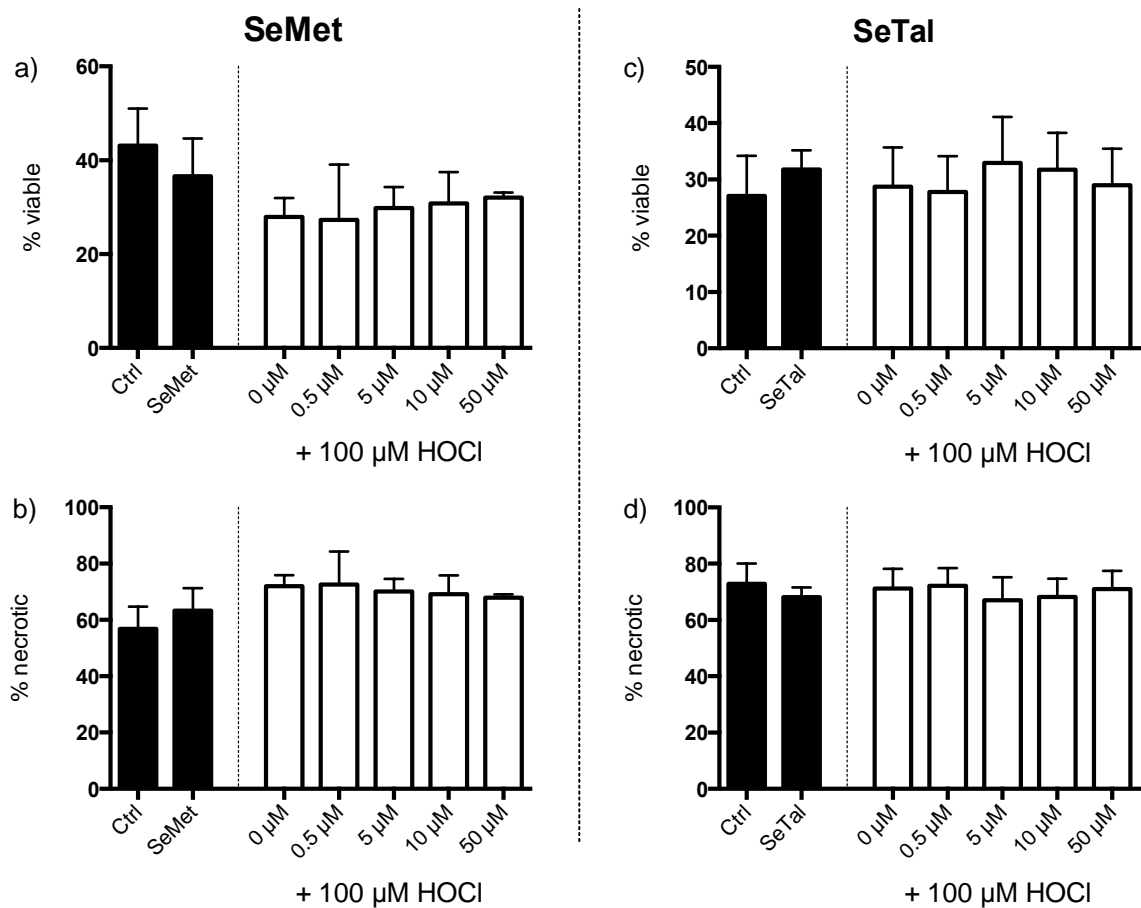 SeMet
SeTal
a)
% viable
60
40
20
0
Ctrl
SeMet
0 µM
0.5 µM
5 µM
10 µM
50 µM
+ 100 µM HOCl
c)
% viable
50
40
30
20
10
0
Ctrl
SeTal
0 µM
0.5 µM
5 µM
10 µM
50 µM
+ 100 µM HOCl
b)
% necrotic
100
80
60
40
20
0
Ctrl
SeMet
0 µM
0.5 µM
5 µM
10 µM
50 µM
+ 100 µM HOCl
d)
% necrotic
100
80
60
40
20
0
Ctrl
SeTal
0 µM
0.5 µM
5 µM
10 µM
50 µM
+ 100 µM HOCl